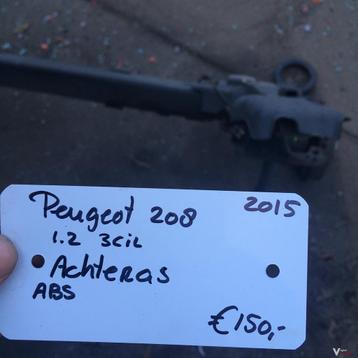 Peugeot 208 2015
1.2 3cil
Achteras
ABS
€150,-